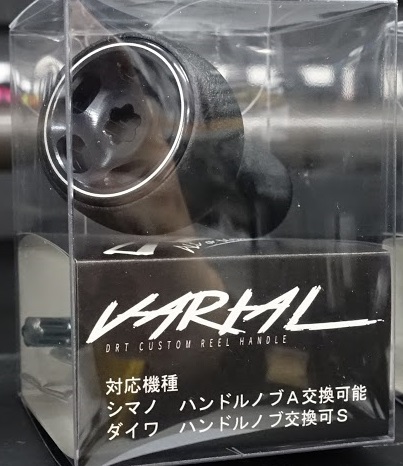 VARIAL
DRT CUSTOM REEL HANDLE
対応機種
シマノ　ハンドルノブA交換可能
ダイワ　ハンドルノブ交換可S